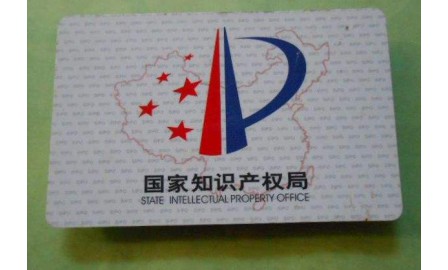 国家知识产权局
STATE INTELLECTUAL PROPERTY OFFICE